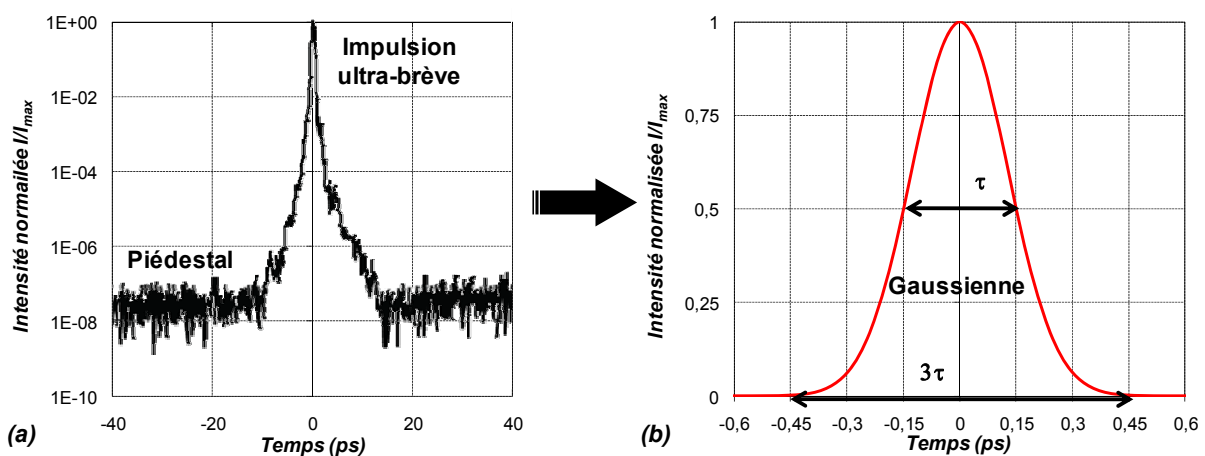 Intensité normailée I/Imax
1E+00
1E-02
1E-04
1E-06
1E-08
1E-10
Impulsion
ultra-brève
Piédestal
-40
-20
0
20
40
(a)
Temps (ps)
Intensité normalisée I/Imax
1
0,75
0,5
0,25
0
τ
Gaussienne
3τ
-0,6
-0,45
-0,3
-0,15
0
0,15
0,3
0,45
0,6
(b)
Temps (ps)